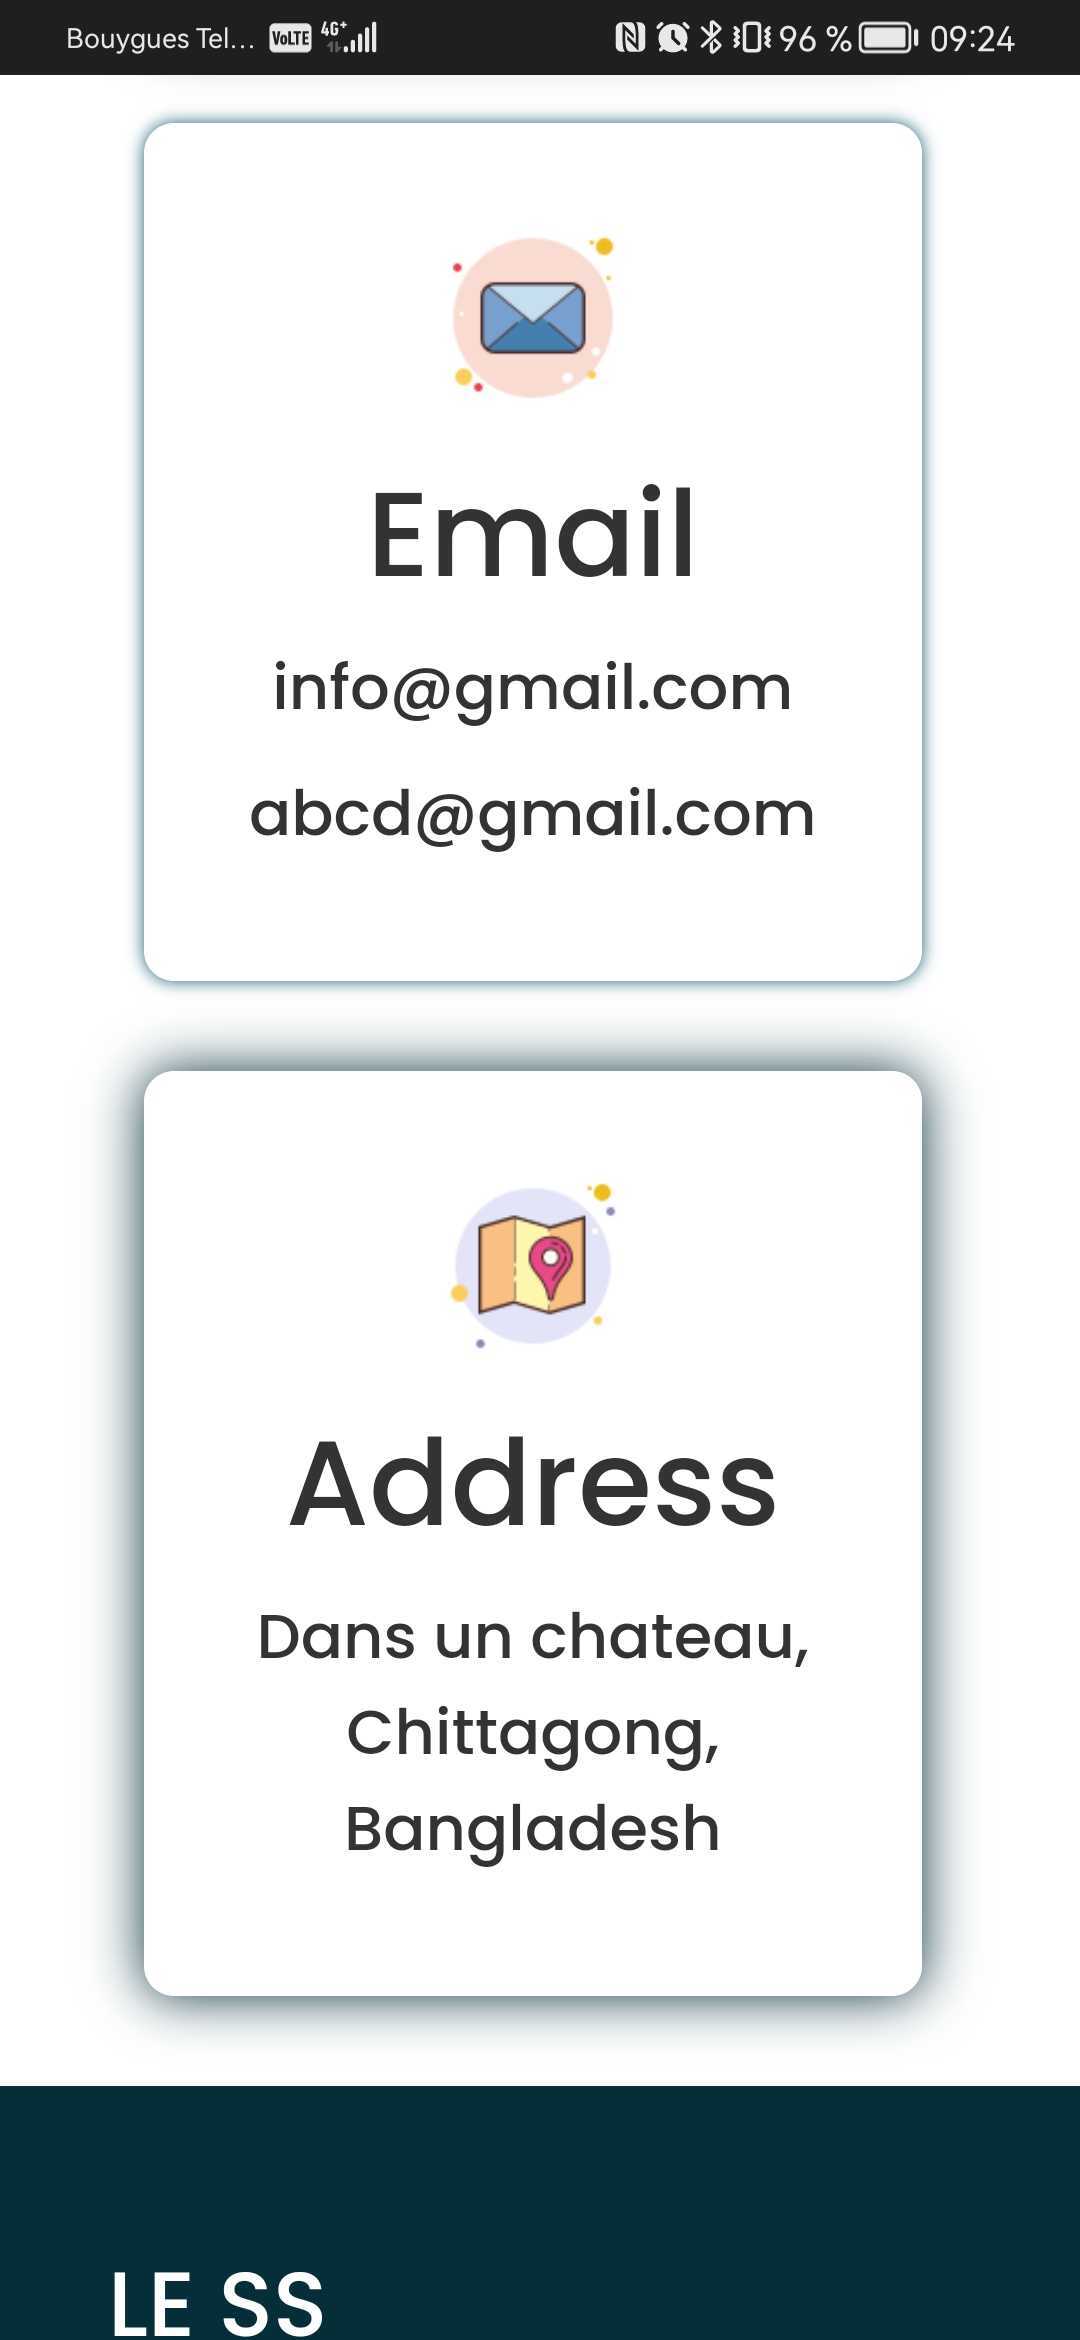 Bouygues Tel... VoLTE 4G+ 96 % 09:24
Email
info@gmail.com
abcd@gmail.com
Address
Dans un chateau,
Chittagong,
Bangladesh
LE SS